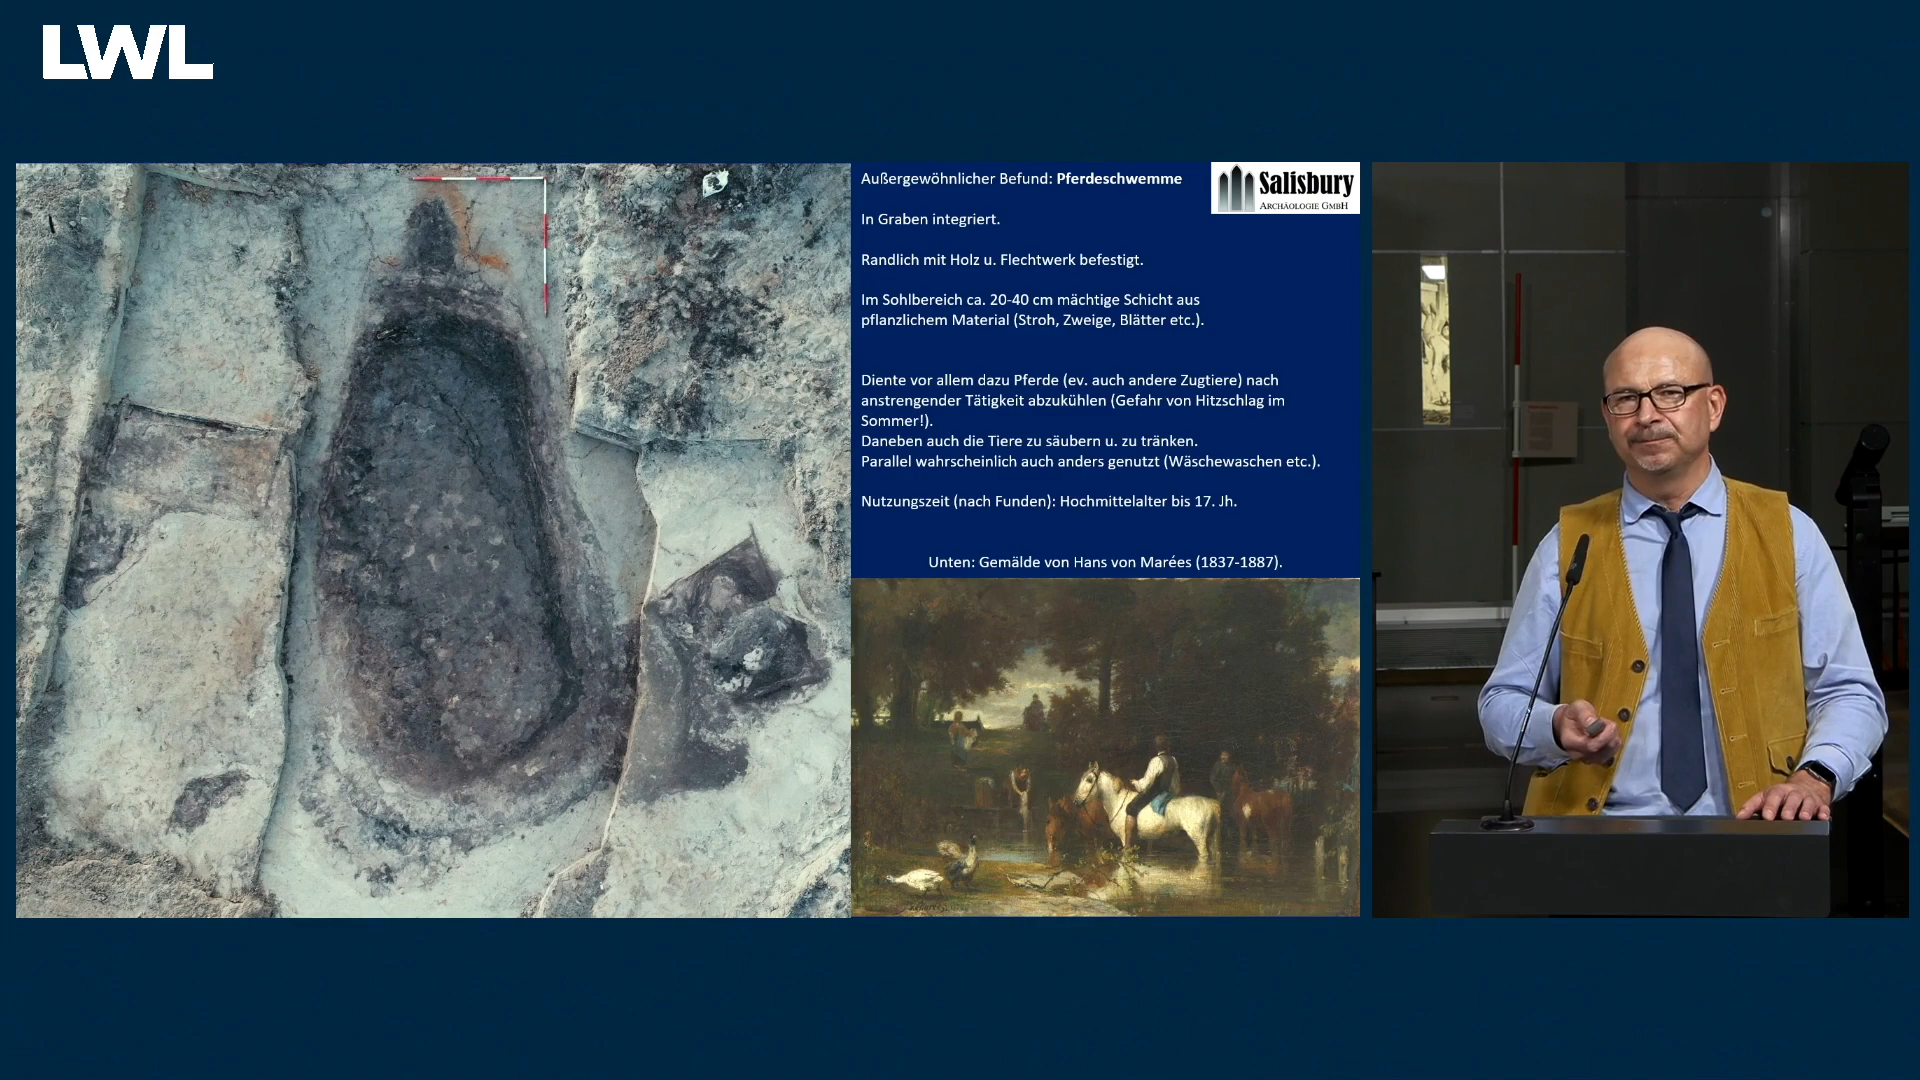 LWL
Außergewöhnlicher Befund: Pferdeschwemme
Salisbury
ARCHÄOLOGIE GMBH
In Graben integriert.
Randlich mit Holz u. Flechtwerk befestigt.
Im Sohlbereich ca. 20-40 cm mächtige Schicht aus
pflanzlichem Material (Stroh, Zweige, Blätter etc.).
Diente vor allem dazu Pferde (ev. auch andere Zugtiere) nach
anstrengender Tätigkeit abzukühlen (Gefahr von Hitzschlag im
Sommer!).
Daneben auch die Tiere zu säubern u. zu tränken.
Parallel wahrscheinlich auch anders genutzt (Wäschewaschen etc.).
Nutzungszeit (nach Funden): Hochmittelalter bis 17. Jh.
Unten: Gemälde von Hans von Marées (1837-1887).